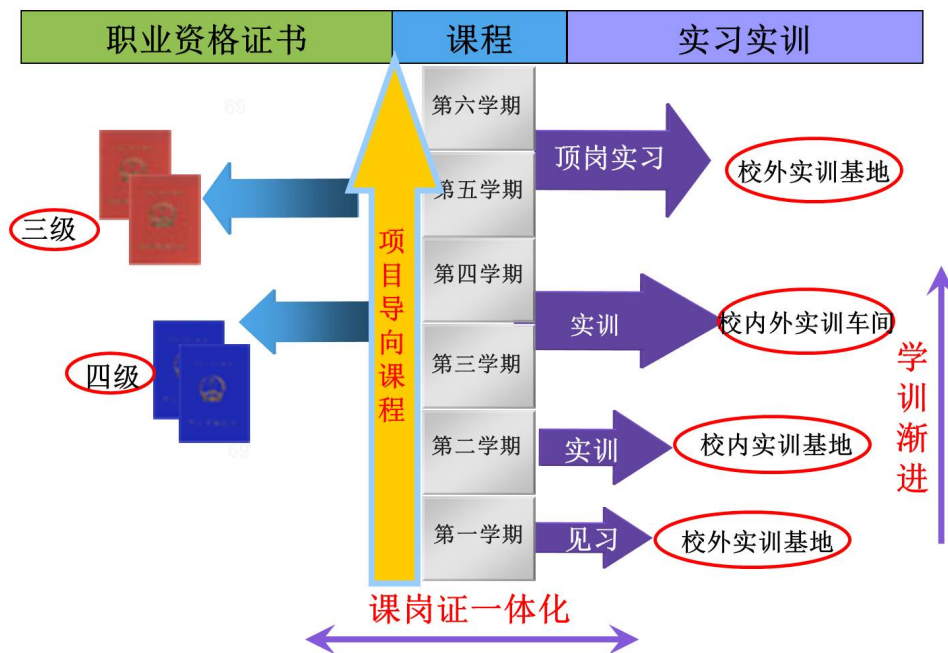 职业资格证书
课程
实习实训
69
第六学期
顶岗实习
校外实训基地
第五学期
三级
项目导向课程
第四学期
实训
校内外实训车间
四级
第三学期
学训渐进
第二学期
实训
校内实训基地
69
第一学期
见习
校外实训基地
课岗证一体化